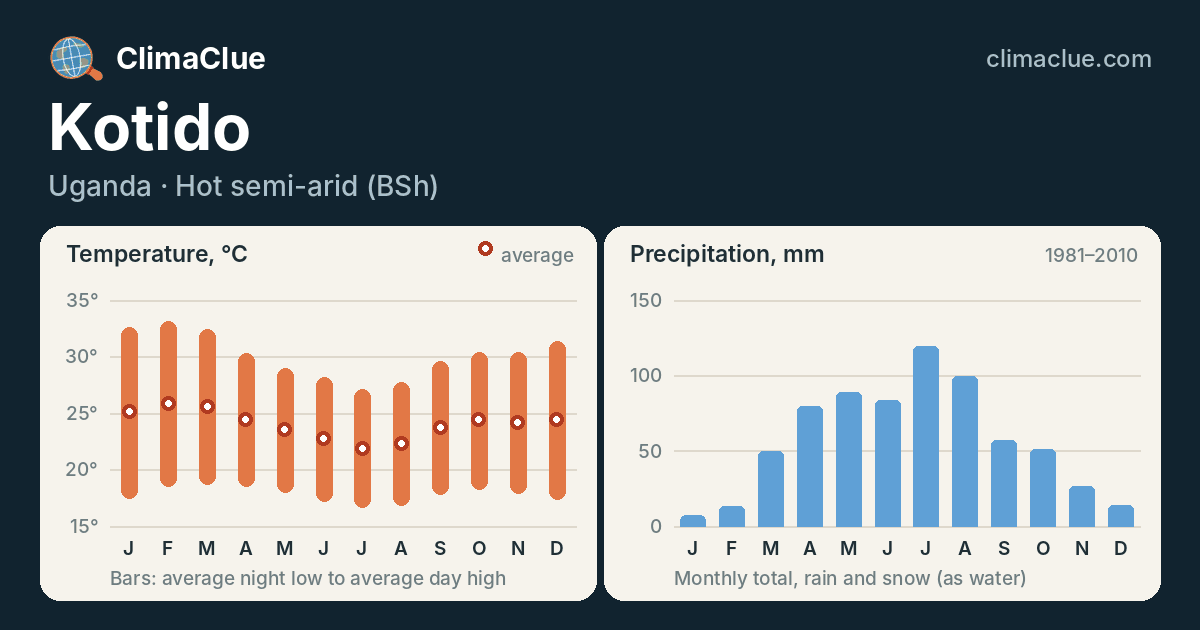 ClimaClue
climaclue.com
Kotido
Uganda · Hot semi-arid (BSh)
Temperature, °C
average
35°
30°
25°
20°
15°
J F M A M J J A S O N D
Bars: average night low to average day high
Precipitation, mm
1981–2010
150
100
50
0
J F M A M J J A S O N D
Monthly total, rain and snow (as water)